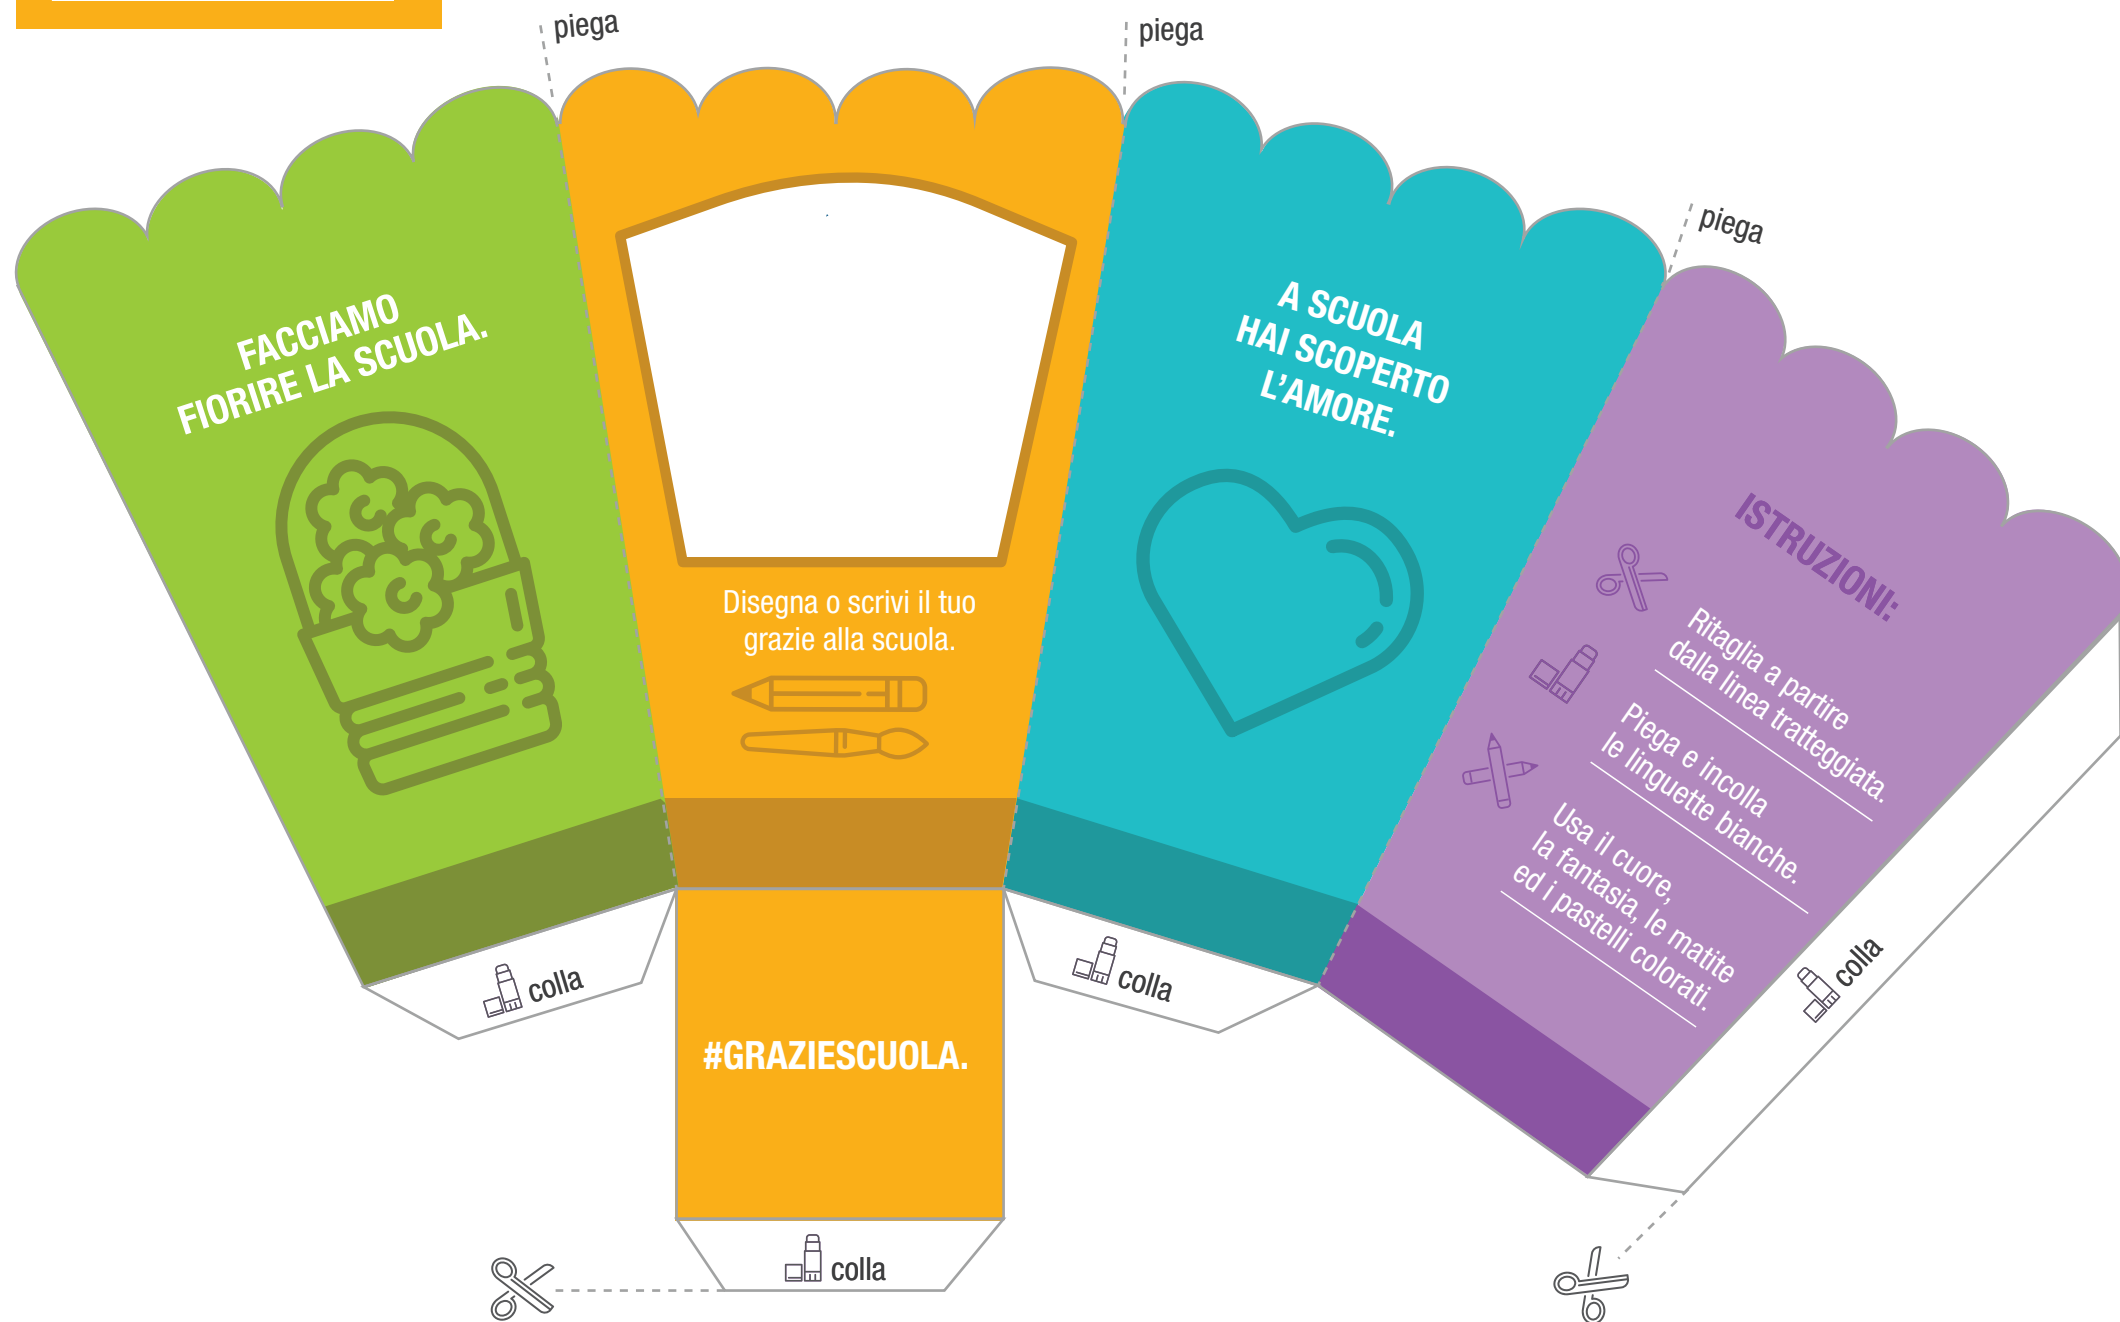 piega
piega
piega
FACCIAMO
FIORIRE LA SCUOLA.
Disegna o scrivi il tuo
grazie alla scuola.
A SCUOLA
HAI SCOPERTO
L’AMORE.
ISTRUZIONI:
Ritaglia a partire
dalla linea tratteggiata.
Piega e incolla
le linguette bianche.
Usa il cuore,
la fantasia, le matite
ed i pastelli colorati.
colla
colla
colla
#GRAZIESCUOLA.
colla